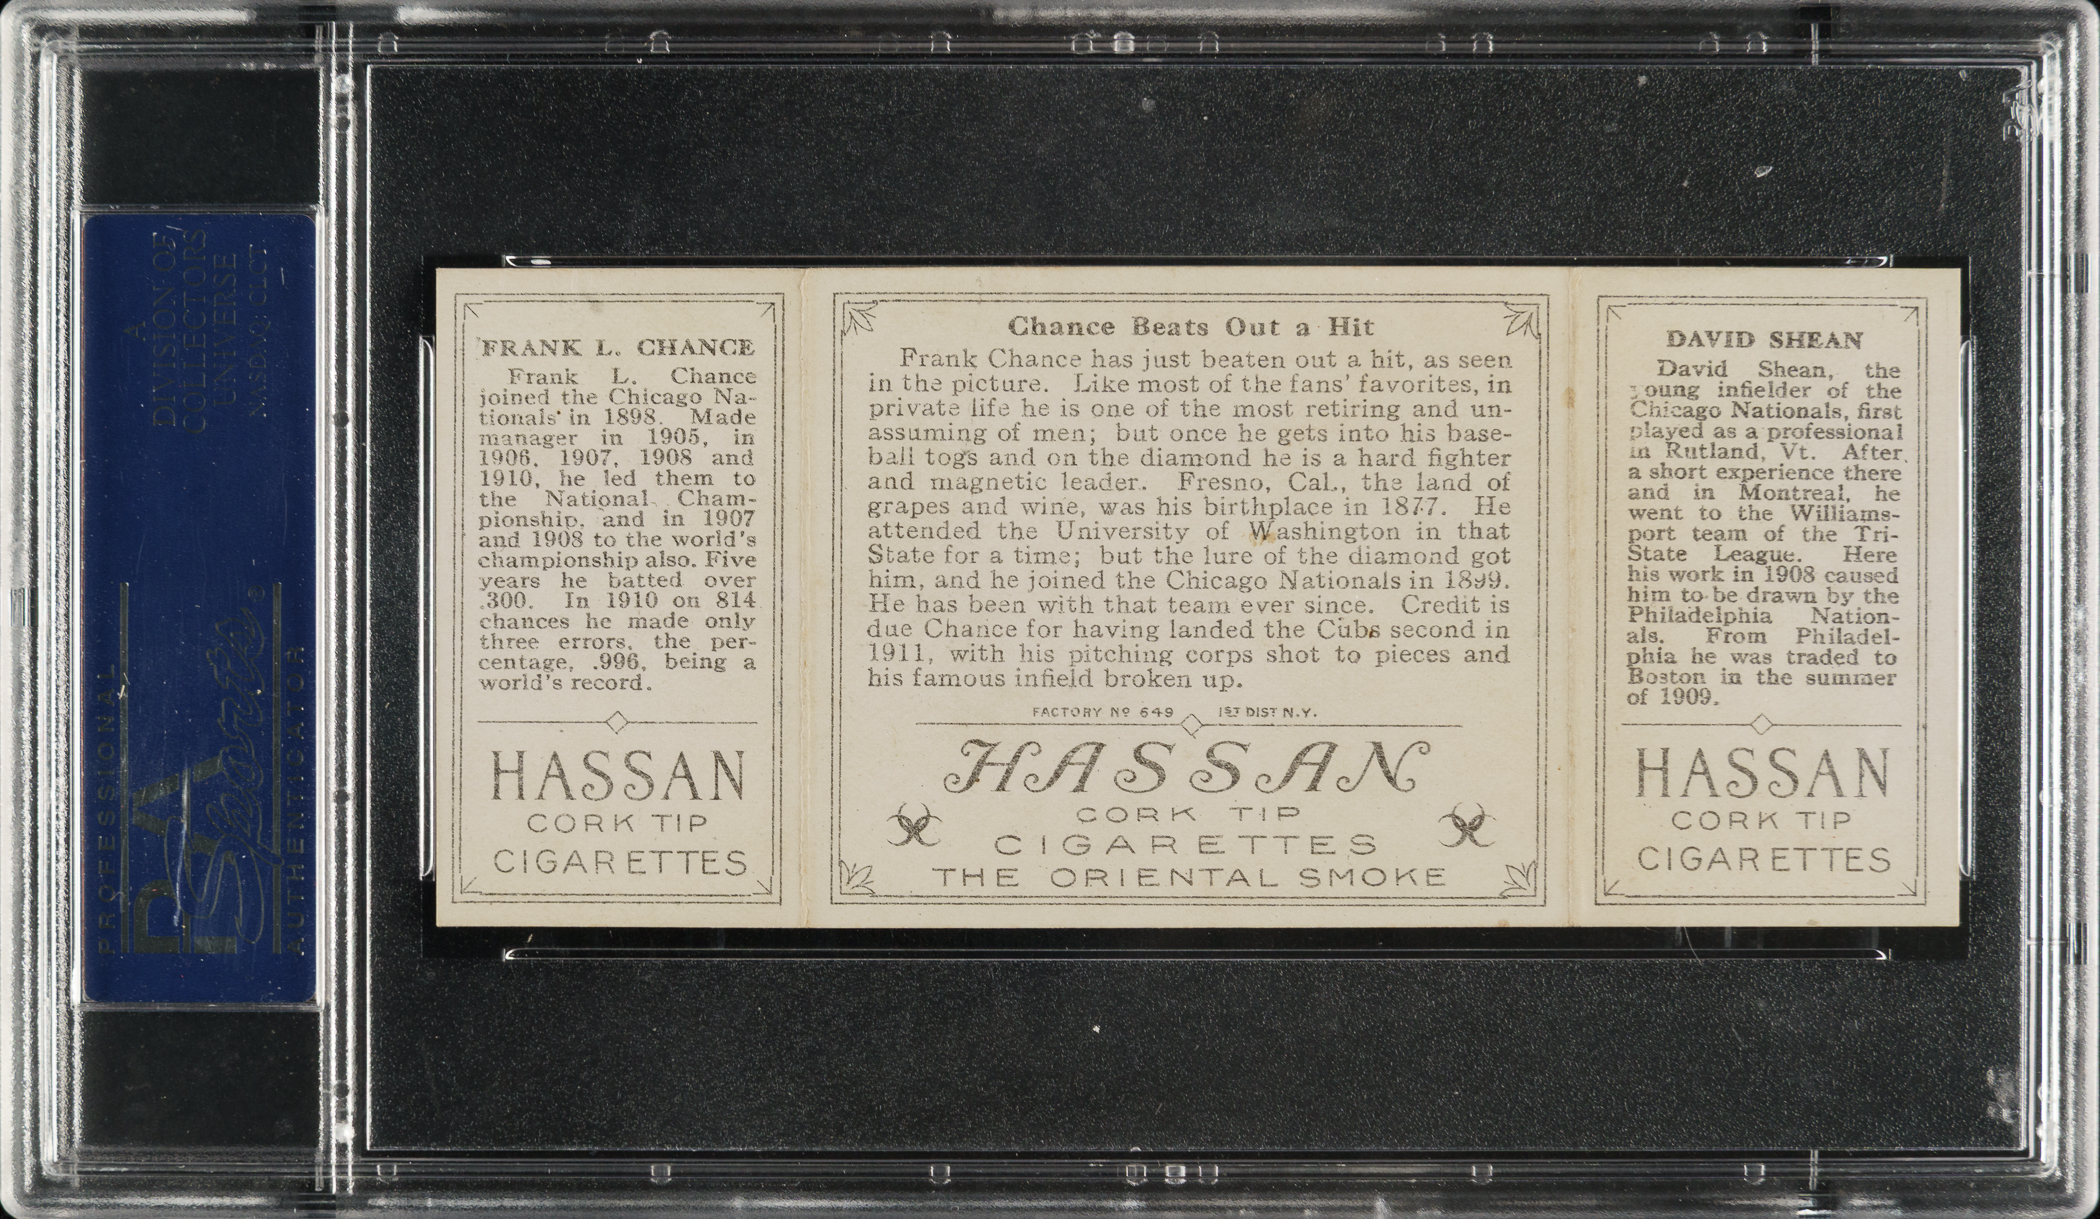 A
DIVISION OF
COLLECTORS
UNIVERSE
NASDAQ: CLCT
PROFESSIONAL
PSA
Sports
AUTHENTICATOR
FRANK L. CHANCE
Frank L. Chance
joined the Chicago Na-
tionals in 1898. Made
manager in 1905, in
1906, 1907, 1908 and
1910, he led them to
the National Cham-
pionship, and in 1907
and 1908 to the world's
championship also. Five
years he batted over
.300. In 1910 on 814
chances he made only
three errors, the per-
centage, .996, being a
world's record.
HASSAN
CORK TIP
CIGARETTES
Chance Beats Out a Hit
Frank Chance has just beaten out a hit, as seen
in the picture. Like most of the fans' favorites, in
private life he is one of the most retiring and un-
assuming of men; but once he gets into his base-
ball togs and on the diamond he is a hard fighter
and magnetic leader. Fresno, Cal., the land of
grapes and wine, was his birthplace in 1877. He
attended the University of Washington in that
State for a time; but the lure of the diamond got
him, and he joined the Chicago Nationals in 1899.
He has been with that team ever since. Credit is
due Chance for having landed the Cubs second in
1911, with his pitching corps shot to pieces and
his famous infield broken up.
FACTORY Nº 649 1ST DIST N.Y.
HASSAN
CORK TIP
CIGARETTES
THE ORIENTAL SMOKE
DAVID SHEAN
David Shean, the
young infielder of the
Chicago Nationals, first
played as a professional
in Rutland, Vt. After
a short experience there
and in Montreal, he
went to the Williams-
port team of the Tri-
State League. Here
his work in 1908 caused
him to be drawn by the
Philadelphia Nation-
als. From Philadel-
phia he was traded to
Boston in the summer
of 1909.
HASSAN
CORK TIP
CIGARETTES